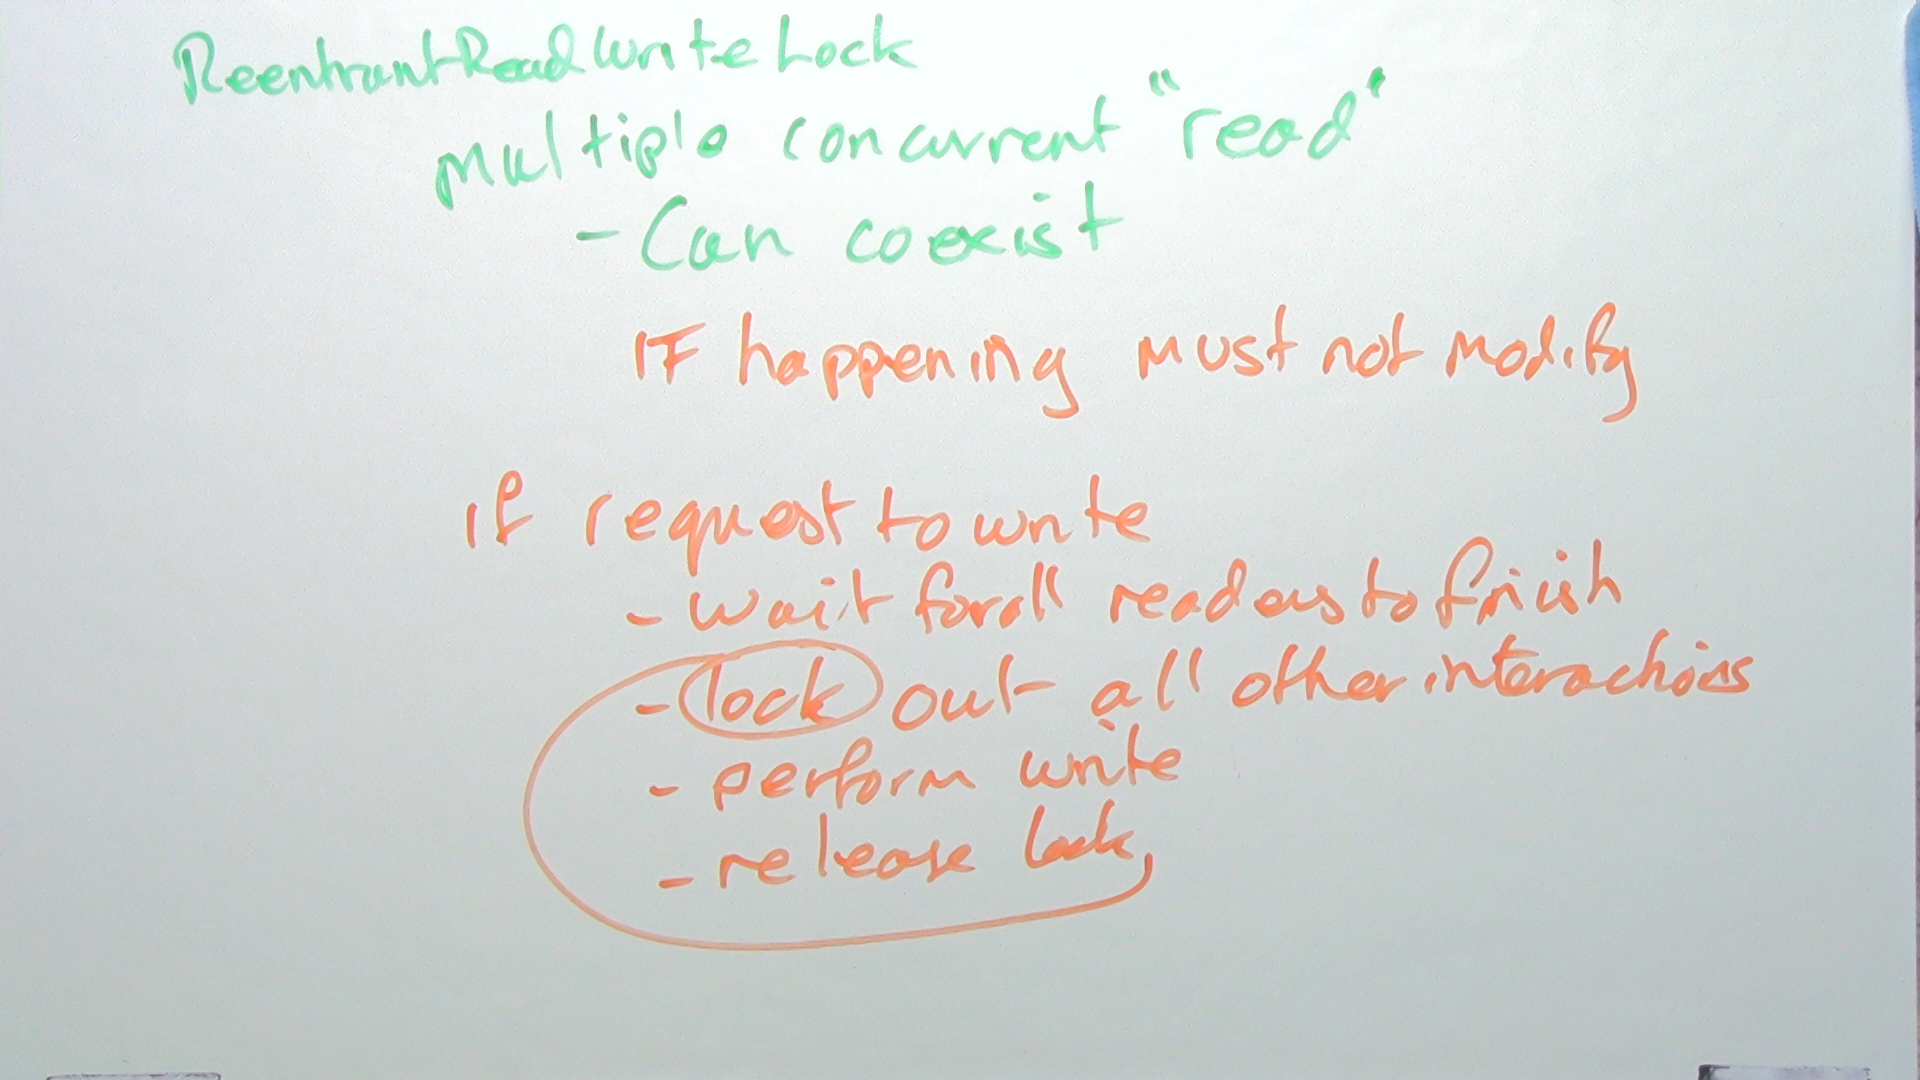 ReentrantReadWriteLock
multiple concurrent "read"
- Can coexist
IF happening must not modify
if request to write
- wait for all readers to finish
- lock out all other interactions
- perform write
- release lock